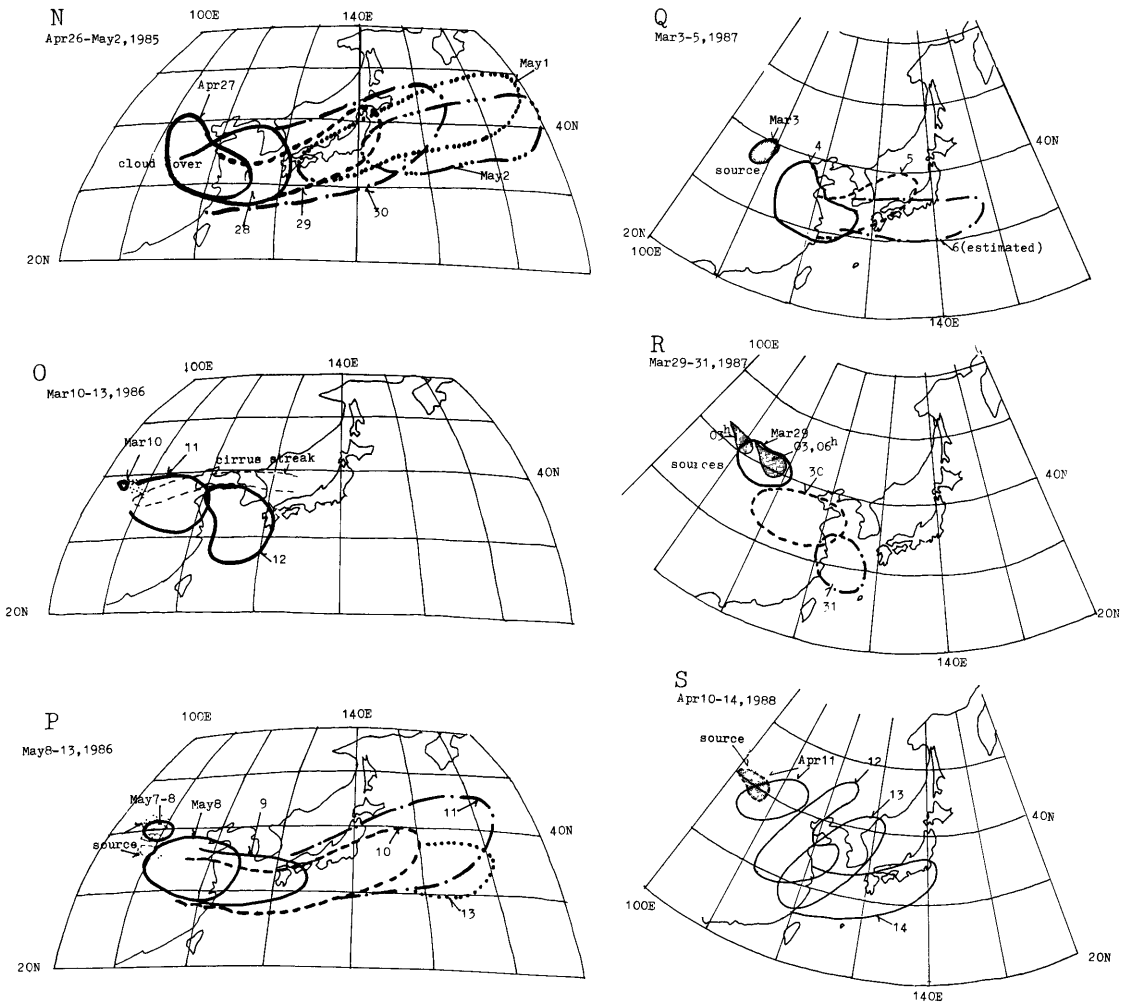 N
Apr26-May2,1985
100E
140E
May1
Apr27
40N
cloud over
May2
28
29
30
20N
Q
Mar3-5,1987
Mar3
source
4
5
40N
20N
100E
6(estimated)
140E
O
Mar10-13,1986
100E
140E
Mar10
11
cirrus streak
40N
12
20N
R
Mar29-31,1987
100E
03h
Mar29
03,06h
sources
30
40N
31
20N
140E
P
May8-13,1986
100E
140E
May7-8
May8
9
11
source
10
40N
13
20N
S
Apr10-14,1988
source
Apr11
12
13
40N
100E
14
20N
140E